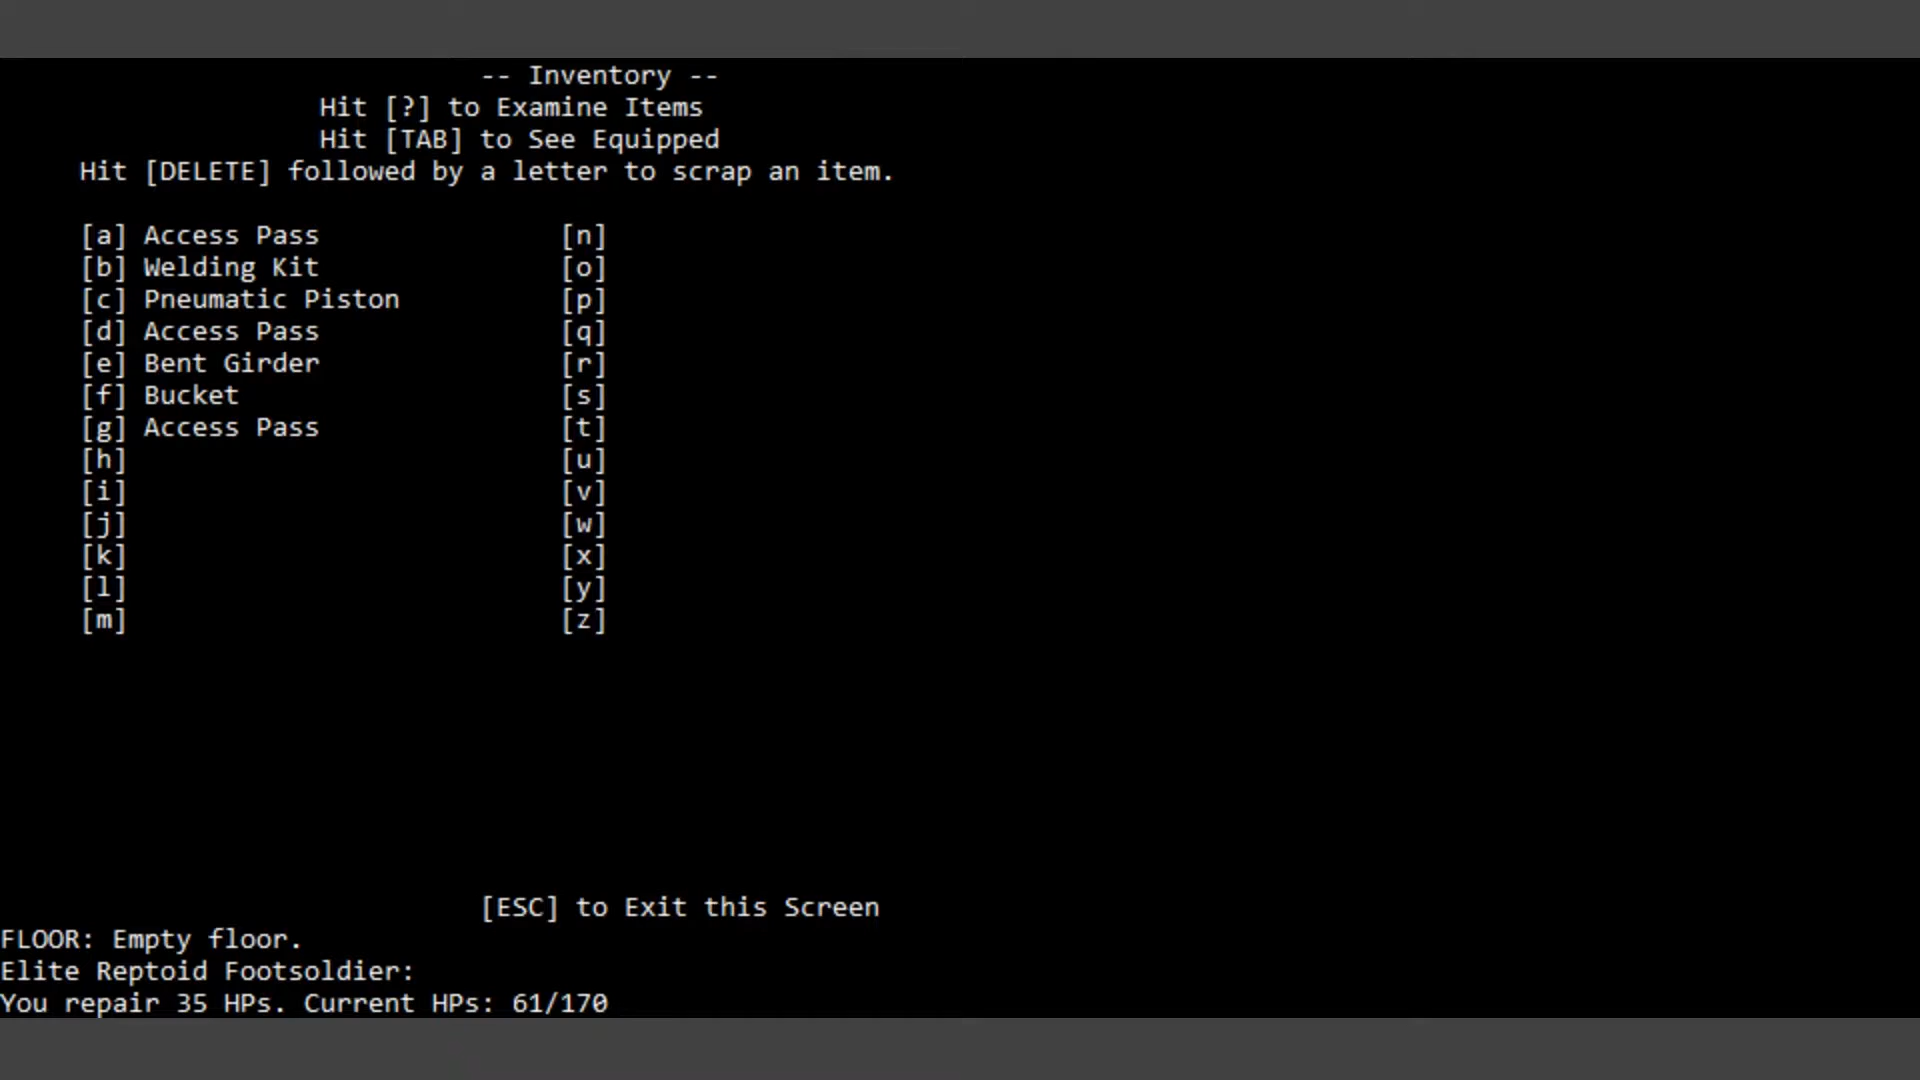 -- Inventory --
Hit [?] to Examine Items
Hit [TAB] to See Equipped
Hit [DELETE] followed by a letter to scrap an item.
[a] Access Pass [n]
[b] Welding Kit [o]
[c] Pneumatic Piston [p]
[d] Access Pass [q]
[e] Bent Girder [r]
[f] Bucket [s]
[g] Access Pass [t]
[h] [u]
[i] [v]
[j] [w]
[k] [x]
[l] [y]
[m] [z]
[ESC] to Exit this Screen
FLOOR: Empty floor.
Elite Reptoid Footsoldier:
You repair 35 HPs. Current HPs: 61/170